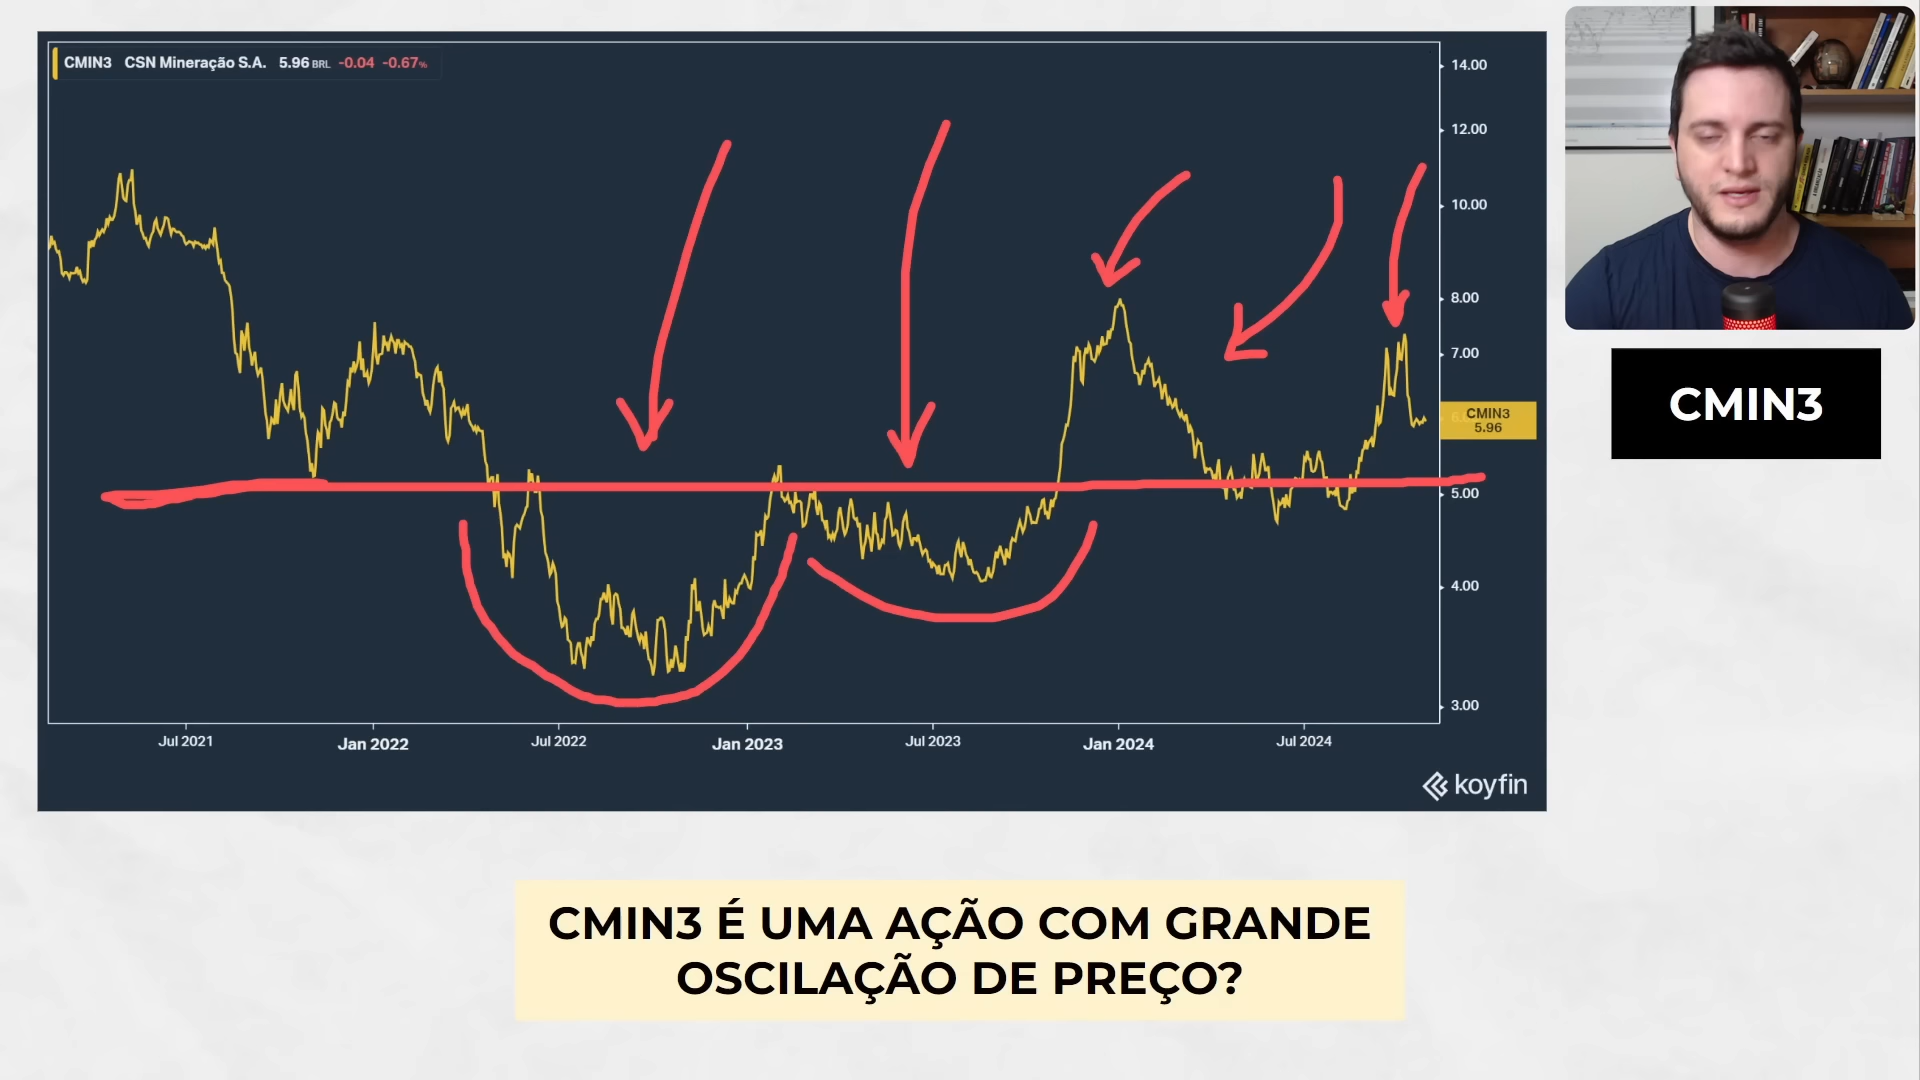 CMIN3 CSN Mineração S.A. 5.96 BRL -0.04 -0.67%
14.00
12.00
10.00
8.00
7.00
CMIN3
5.96
5.00
4.00
3.00
Jul 2021
Jan 2022
Jul 2022
Jan 2023
Jul 2023
Jan 2024
Jul 2024
koyfin
CMIN3
CMIN3 É UMA AÇÃO COM GRANDE
OSCILAÇÃO DE PREÇO?